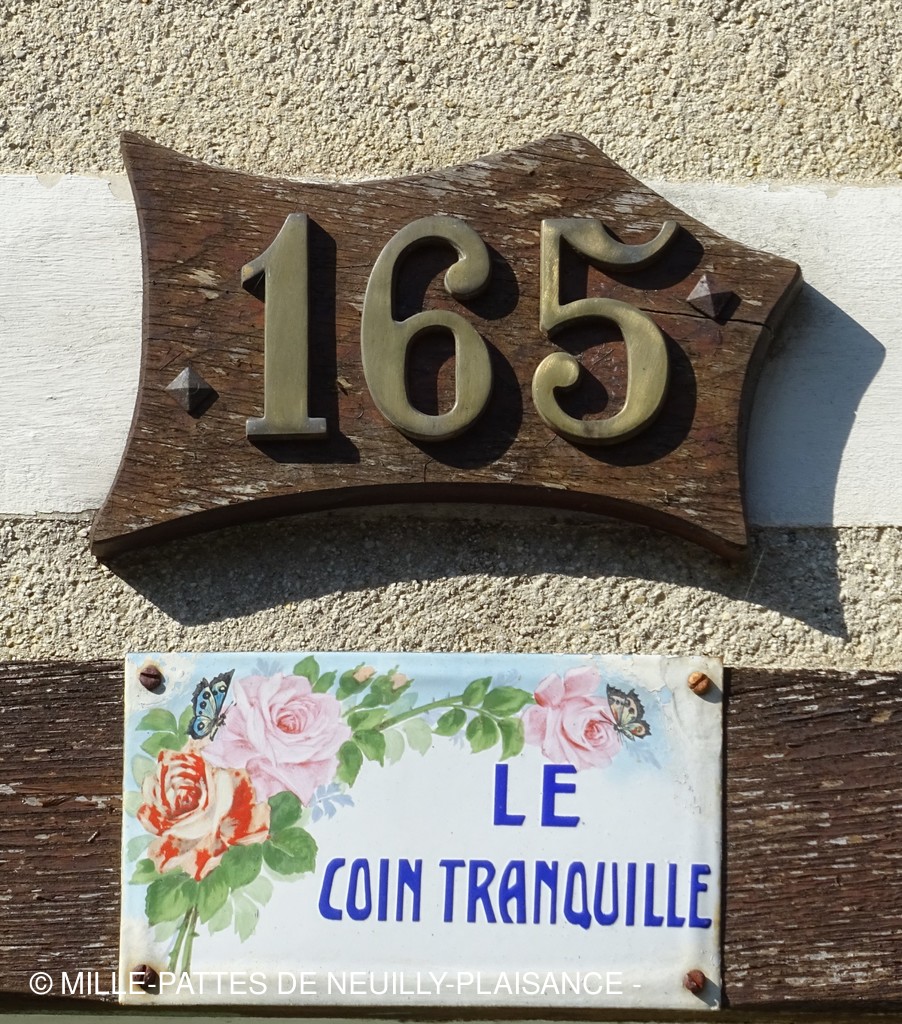 165
LE
COIN TRANQUILLE
© MILLE-PATTES DE NEUILLY-PLAISANCE -